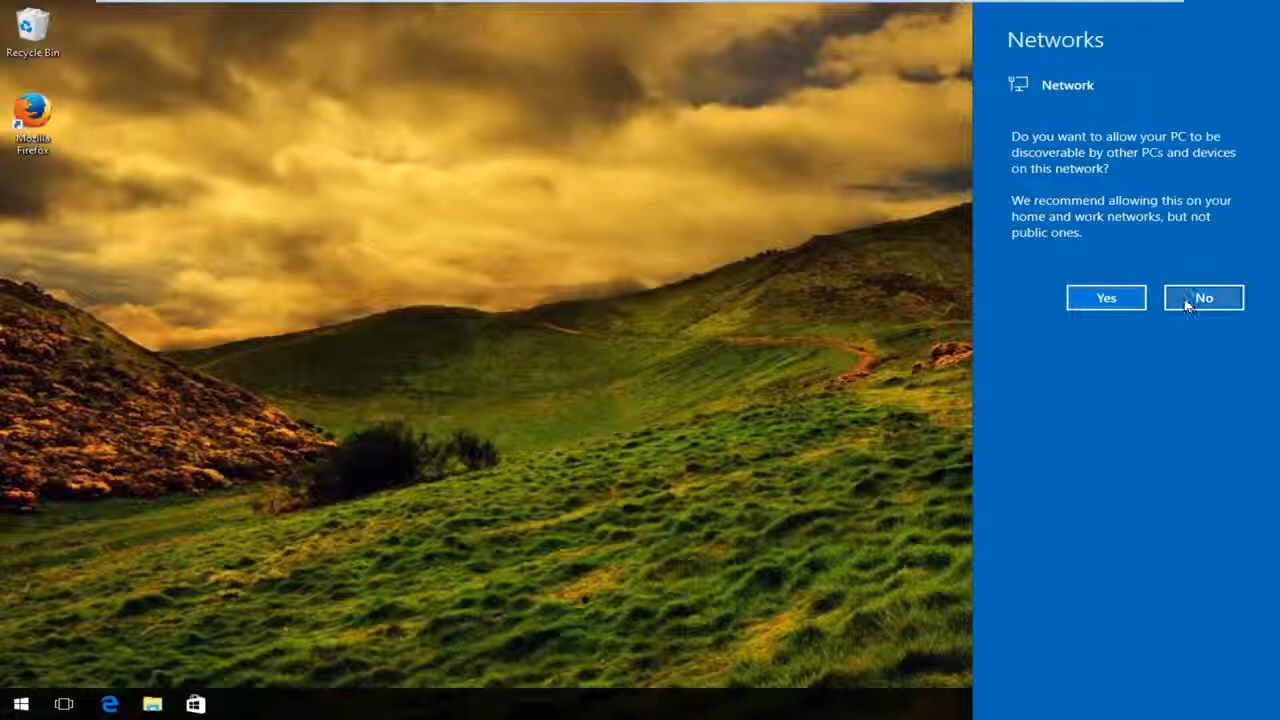 Recycle Bin
Mozilla
Firefox
Networks
Network
Do you want to allow your PC to be
discoverable by other PCs and devices
on this network?
We recommend allowing this on your
home and work networks, but not
public ones.
Yes
No